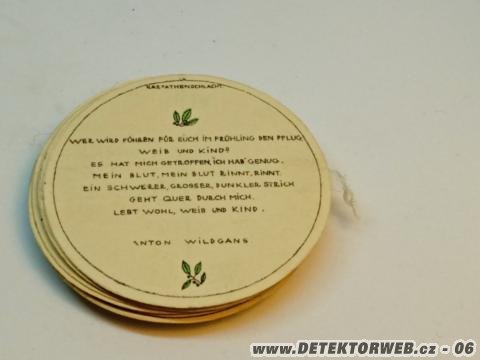 KARPATHENSCHLACHT
WER WIRD FÜHREN FÜR EUCH IM FRÜHLING DEN PFLUG
WEIB UND KIND?
ES HAT MICH GETROFFEN, ICH HAB' GENUG.
MEIN BLUT, MEIN BLUT RINNT, RINNT.
EIN SCHWERER, GROSSER, DUNKLER STRICH
GEHT QUER DURCH MICH.
LEBT WOHL, WEIB UND KIND.
ANTON WILDGANS
www.DETEKTORWEB.cz - 06